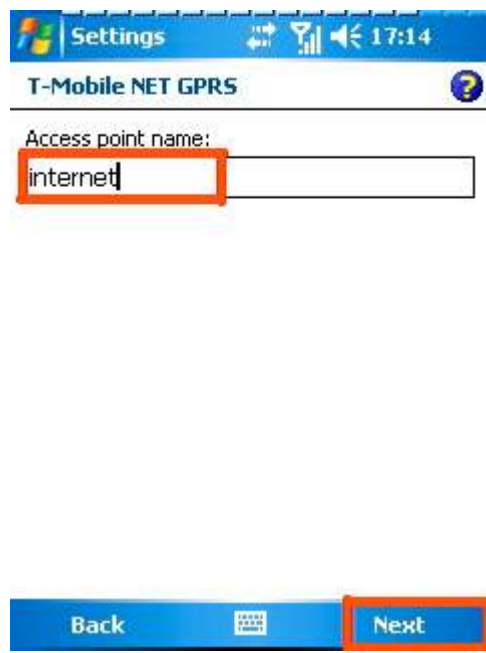 Settings 17:14
T-Mobile NET GPRS
Access point name:
internet
Back Next